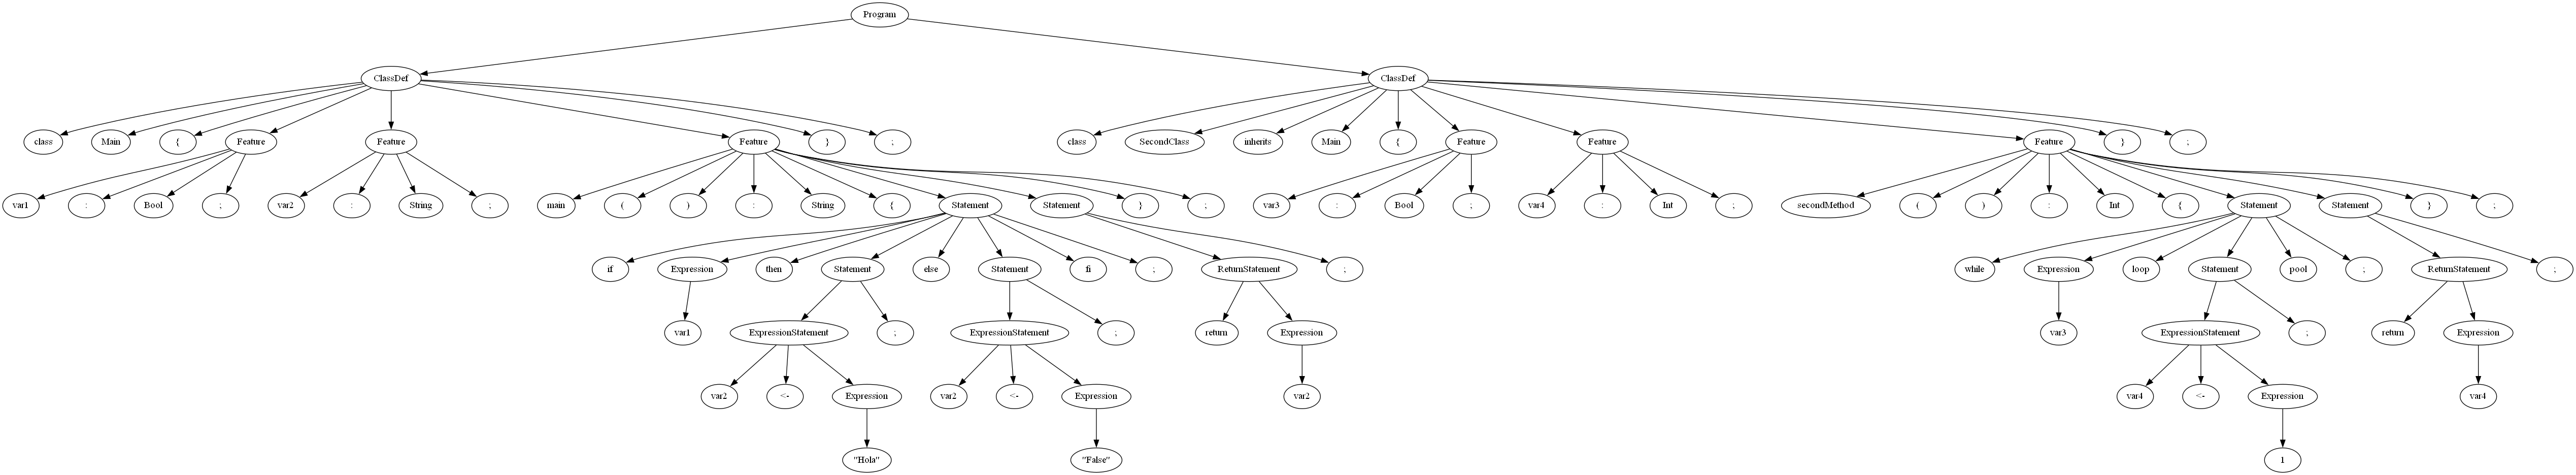 Program
ClassDef ClassDef
class Main { Feature Feature Feature } ; class SecondClass inherits Main { Feature Feature Feature } ;
var1 : Bool ; var2 : String ; main ( ) : String { Statement Statement } ; var3 : Bool ; var4 : Int ; secondMethod ( ) : Int { Statement Statement } ;
if Expression then Statement else Statement fi ; ReturnStatement ; while Expression loop Statement pool ; ReturnStatement ;
var1 ExpressionStatement ; ExpressionStatement ; return Expression var3 ExpressionStatement ; return Expression
var2 <- Expression var2 <- Expression var2 var4 <- Expression var4
"Hola" "False" 1